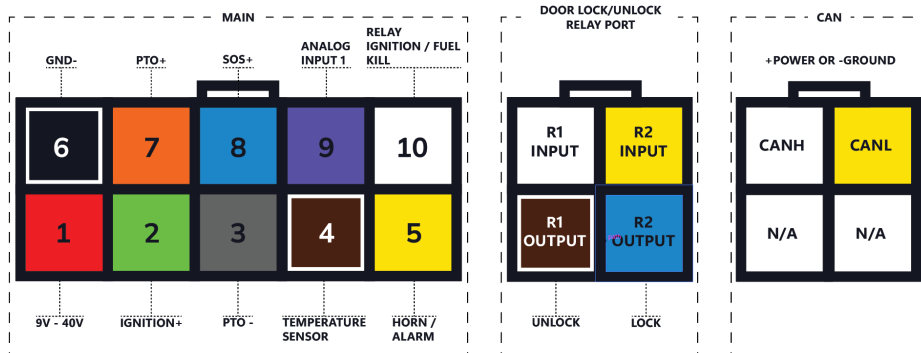 MAIN
DOOR LOCK/UNLOCK
RELAY PORT
CAN
GND-
PTO+
SOS+
ANALOG
INPUT 1
RELAY
IGNITION / FUEL
KILL
+POWER OR -GROUND
6
7
8
9
10
R1
INPUT
R2
INPUT
CANH
CANL
1
2
3
4
5
R1
OUTPUT
R2
OUTPUT
N/A
N/A
9V - 40V
IGNITION+
PTO -
TEMPERATURE
SENSOR
HORN /
ALARM
UNLOCK
LOCK